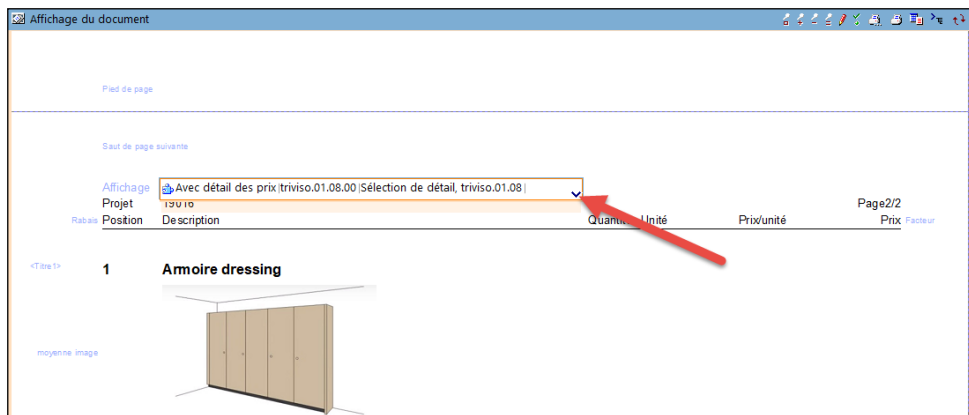 Affichage du document
Pied de page
Saut de page suivante
Affichage Avec détail des prix|triviso.01.08.00|Sélection de détail, triviso.01.08|
Projet 19016 Page2/2
Rabais Position Description Unité Prix/unité Prix Facteur
<Titre1> 1 Armoire dressing
moyenne image